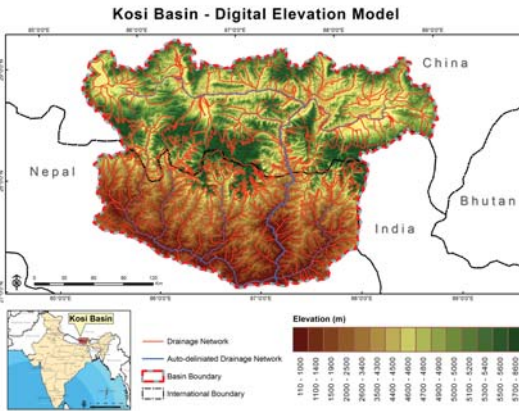 Kosi Basin - Digital Elevation Model
China
Nepal
Bhutan
India
Kosi Basin
Drainage Network
Auto-deliniated Drainage Network
Basin Boundary
International Boundary
Elevation (m)
110 - 1000
1100 - 1400
1500 - 1900
2000 - 2500
2600 - 3400
3500 - 4300
4400 - 4500
4600 - 4700
4800 - 4900
5000 - 5000
5100 - 5200
5300 - 5400
5500 - 5600
5700 - 8600